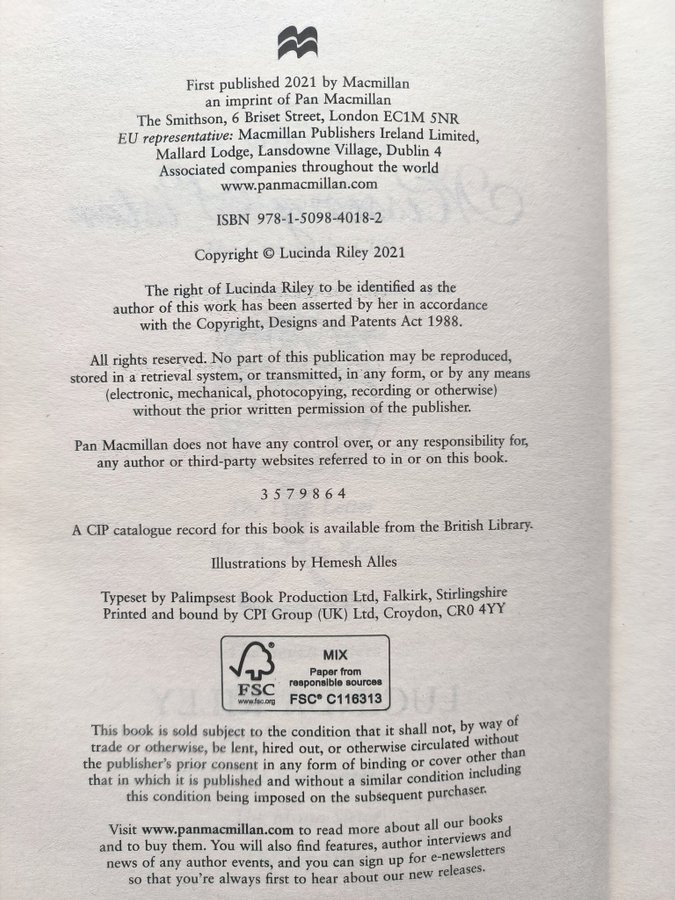 First published 2021 by Macmillan
an imprint of Pan Macmillan
The Smithson, 6 Briset Street, London EC1M 5NR
EU representative: Macmillan Publishers Ireland Limited,
Mallard Lodge, Lansdowne Village, Dublin 4
Associated companies throughout the world
www.panmacmillan.com
ISBN 978-1-5098-4018-2
Copyright © Lucinda Riley 2021
The right of Lucinda Riley to be identified as the
author of this work has been asserted by her in accordance
with the Copyright, Designs and Patents Act 1988.
All rights reserved. No part of this publication may be reproduced,
stored in a retrieval system, or transmitted, in any form, or by any means
(electronic, mechanical, photocopying, recording or otherwise)
without the prior written permission of the publisher.
Pan Macmillan does not have any control over, or any responsibility for,
any author or third-party websites referred to in or on this book.
3 5 7 9 8 6 4
A CIP catalogue record for this book is available from the British Library.
Illustrations by Hemesh Alles
Typeset by Palimpsest Book Production Ltd, Falkirk, Stirlingshire
Printed and bound by CPI Group (UK) Ltd, Croydon, CR0 4YY
FSC
www.fsc.org
MIX
Paper from
responsible sources
FSC® C116313
This book is sold subject to the condition that it shall not, by way of
trade or otherwise, be lent, hired out, or otherwise circulated without
the publisher's prior consent in any form of binding or cover other than
that in which it is published and without a similar condition including
this condition being imposed on the subsequent purchaser.
Visit www.panmacmillan.com to read more about all our books
and to buy them. You will also find features, author interviews and
news of any author events, and you can sign up for e-newsletters
so that you're always first to hear about our new releases.